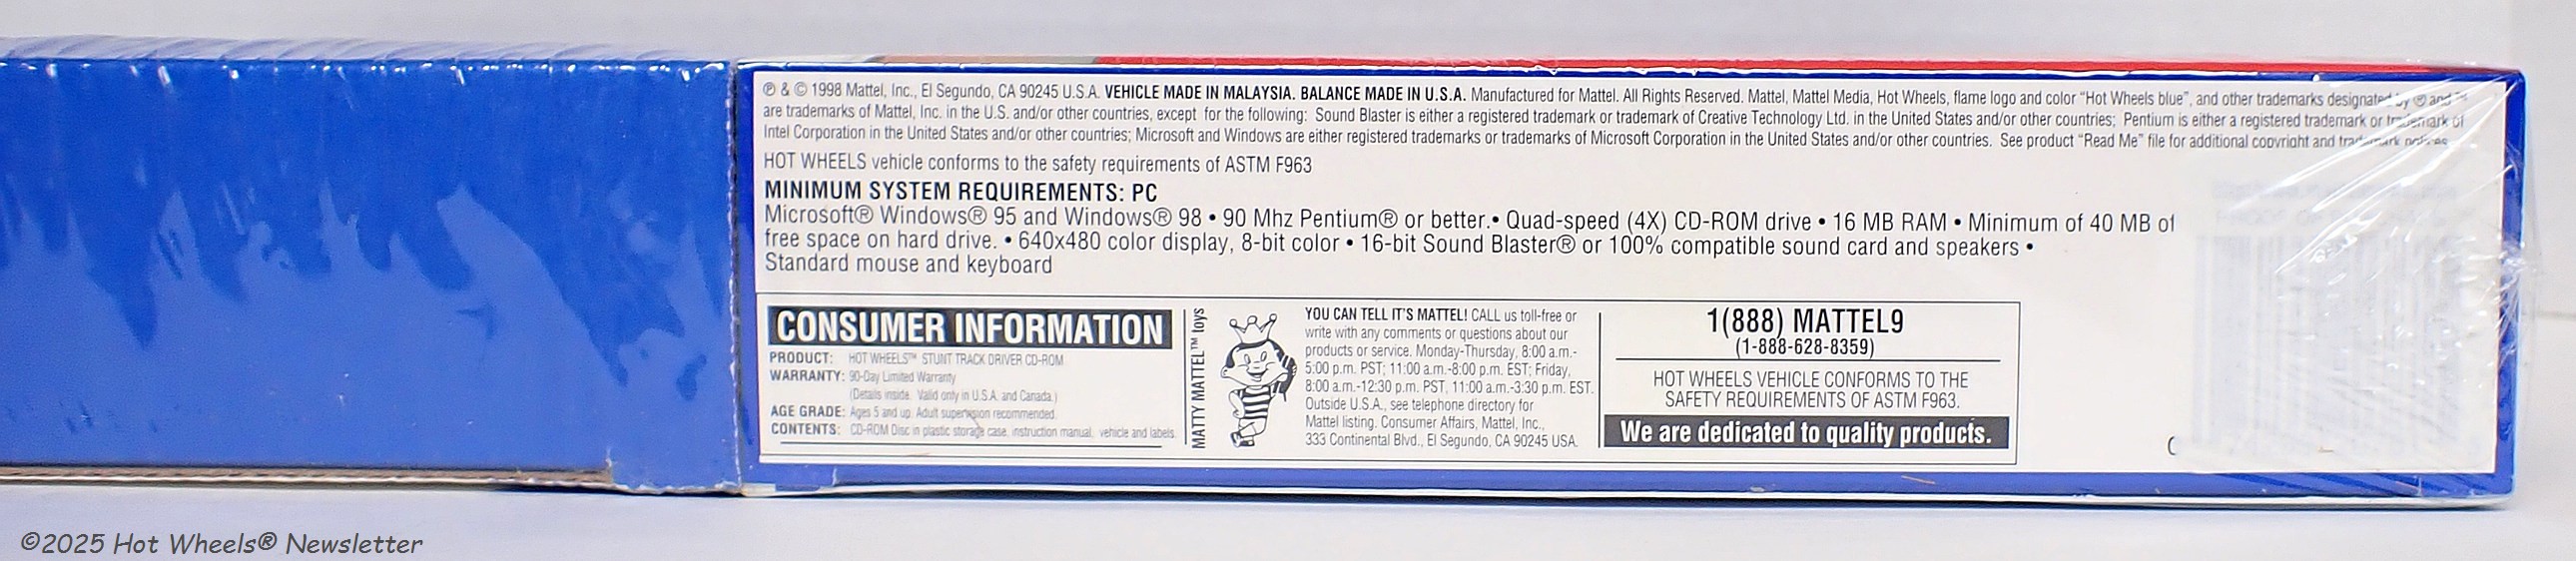 ℗ & © 1998 Mattel, Inc., El Segundo, CA 90245 U.S.A. VEHICLE MADE IN MALAYSIA. BALANCE MADE IN U.S.A. Manufactured for Mattel. All Rights Reserved. Mattel, Mattel Media, Hot Wheels, flame logo and color "Hot Wheels blue", and other trademarks designated by ® and ™
are trademarks of Mattel, Inc. in the U.S. and/or other countries, except for the following: Sound Blaster is either a registered trademark or trademark of Creative Technology Ltd. in the United States and/or other countries; Pentium is either a registered trademark or trademark of
Intel Corporation in the United States and/or other countries; Microsoft and Windows are either registered trademarks or trademarks of Microsoft Corporation in the United States and/or other countries. See product "Read Me" file for additional copyright and trademark notices.
HOT WHEELS vehicle conforms to the safety requirements of ASTM F963
MINIMUM SYSTEM REQUIREMENTS: PC
Microsoft® Windows® 95 and Windows® 98 • 90 Mhz Pentium® or better.• Quad-speed (4X) CD-ROM drive • 16 MB RAM • Minimum of 40 MB of
free space on hard drive. • 640x480 color display, 8-bit color • 16-bit Sound Blaster® or 100% compatible sound card and speakers •
Standard mouse and keyboard
CONSUMER INFORMATION
PRODUCT: HOT WHEELS™ STUNT TRACK DRIVER CD-ROM
WARRANTY: 90-Day Limited Warranty
(Details inside. Valid only in U.S.A. and Canada.)
AGE GRADE: Ages 5 and up. Adult supervision recommended.
CONTENTS: CD-ROM Disc in plastic storage case, instruction manual, vehicle and labels.
MATTY MATTEL™ toys
YOU CAN TELL IT'S MATTEL! CALL us toll-free or
write with any comments or questions about our
products or service. Monday-Thursday, 8:00 a.m.-
5:00 p.m. PST; 11:00 a.m.-8:00 p.m. EST; Friday,
8:00 a.m.-12:30 p.m. PST, 11:00 a.m.-3:30 p.m. EST.
Outside U.S.A., see telephone directory for
Mattel listing. Consumer Affairs, Mattel, Inc.,
333 Continental Blvd., El Segundo, CA 90245 USA.
1(888) MATTEL9
(1-888-628-8359)
HOT WHEELS VEHICLE CONFORMS TO THE
SAFETY REQUIREMENTS OF ASTM F963.
We are dedicated to quality products.
©2025 Hot Wheels® Newsletter